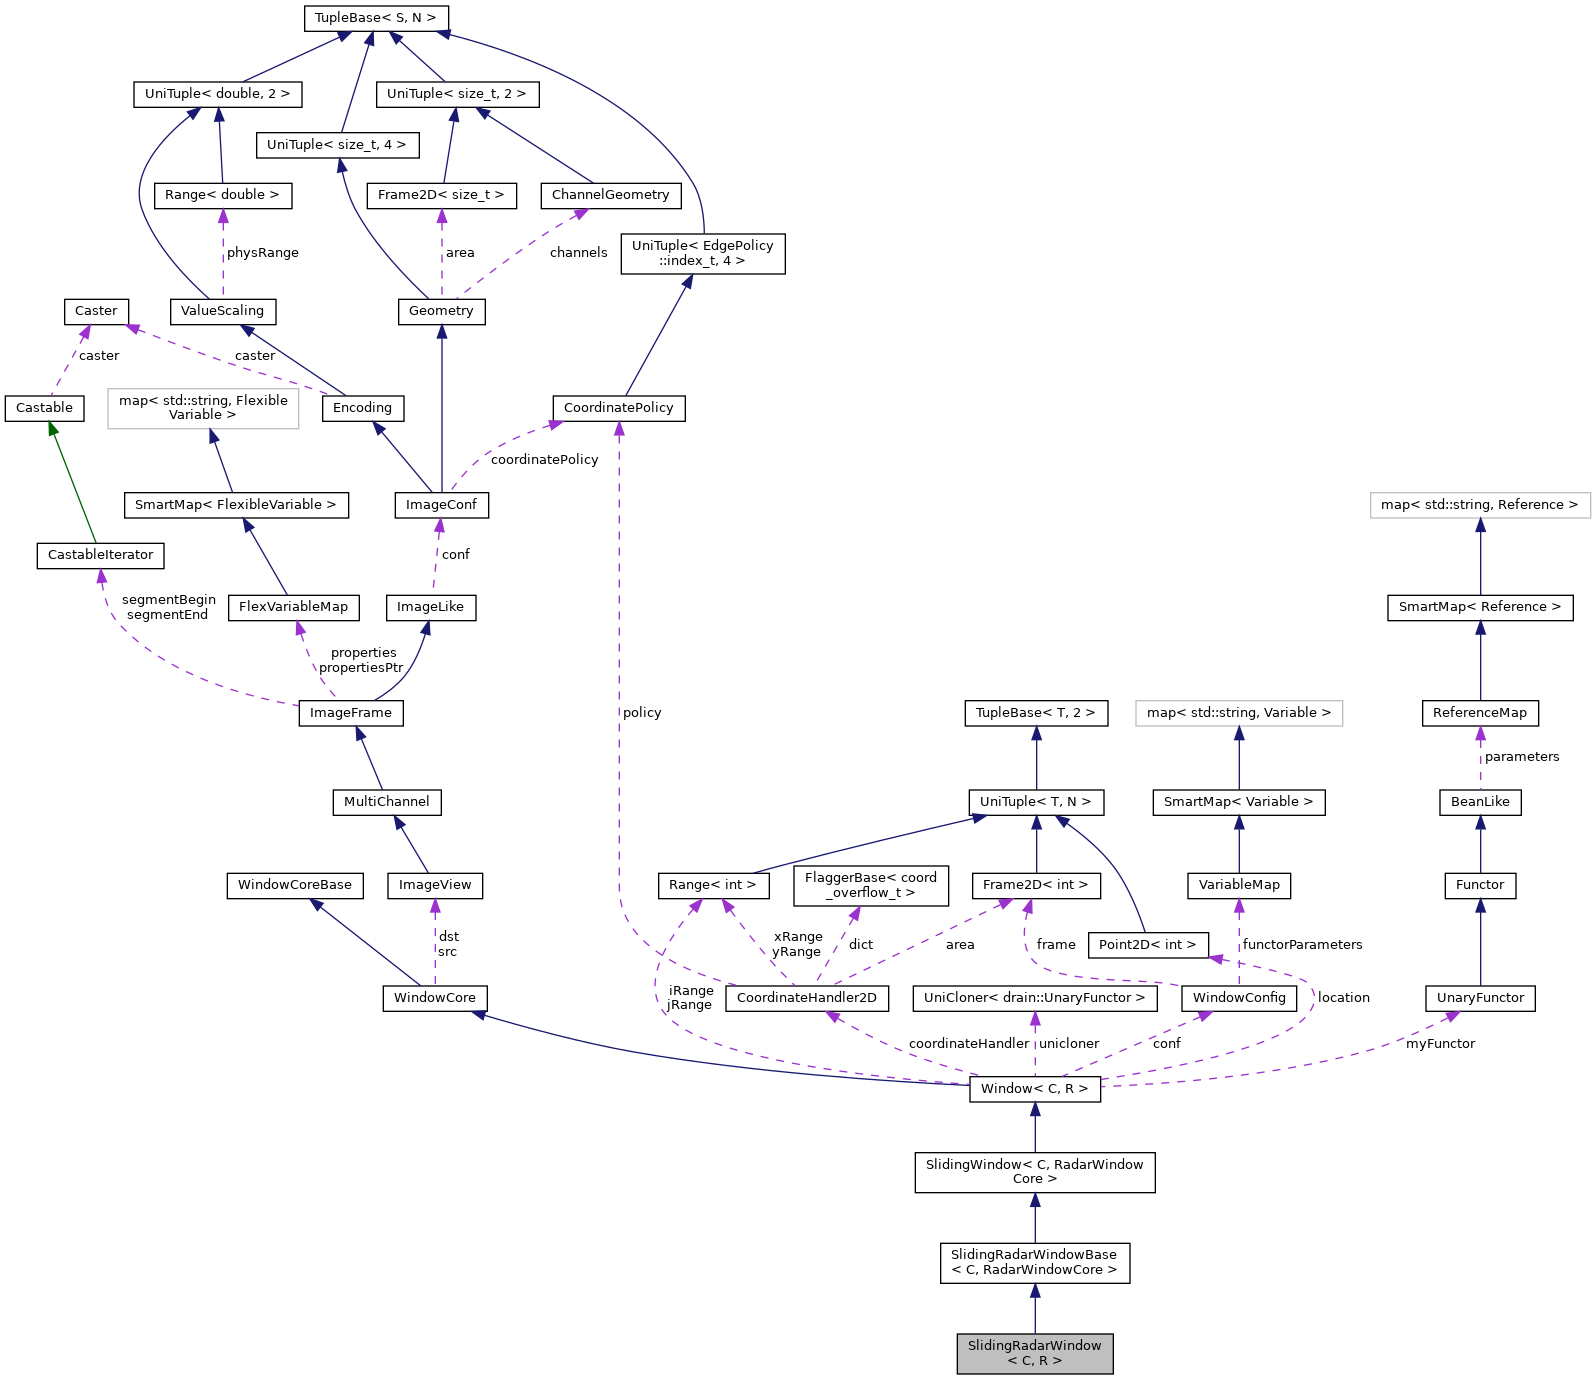 TupleBase< S, N >
UniTuple< double, 2 >
UniTuple< size_t, 2 >
UniTuple< size_t, 4 >
Range< double >
Frame2D< size_t >
ChannelGeometry
UniTuple< EdgePolicy
::index_t, 4 >
physRange
area
channels
Caster
ValueScaling
Geometry
caster
caster
map< std::string, Flexible
Variable >
Castable
Encoding
CoordinatePolicy
coordinatePolicy
SmartMap< FlexibleVariable >
ImageConf
map< std::string, Reference >
CastableIterator
conf
segmentBegin
segmentEnd
FlexVariableMap
ImageLike
SmartMap< Reference >
properties
propertiesPtr
ImageFrame
policy
TupleBase< T, 2 >
map< std::string, Variable >
ReferenceMap
parameters
MultiChannel
UniTuple< T, N >
SmartMap< Variable >
BeanLike
WindowCoreBase
ImageView
Range< int >
FlaggerBase< coord
_overflow_t >
Frame2D< int >
VariableMap
Functor
dst
src
xRange
yRange
dict
area
frame
Point2D< int >
functorParameters
WindowCore
iRange
jRange
CoordinateHandler2D
UniCloner< drain::UnaryFunctor >
WindowConfig
location
UnaryFunctor
coordinateHandler
unicloner
conf
myFunctor
Window< C, R >
SlidingWindow< C, RadarWindow
Core >
SlidingRadarWindowBase
< C, RadarWindowCore >
SlidingRadarWindow
< C, R >